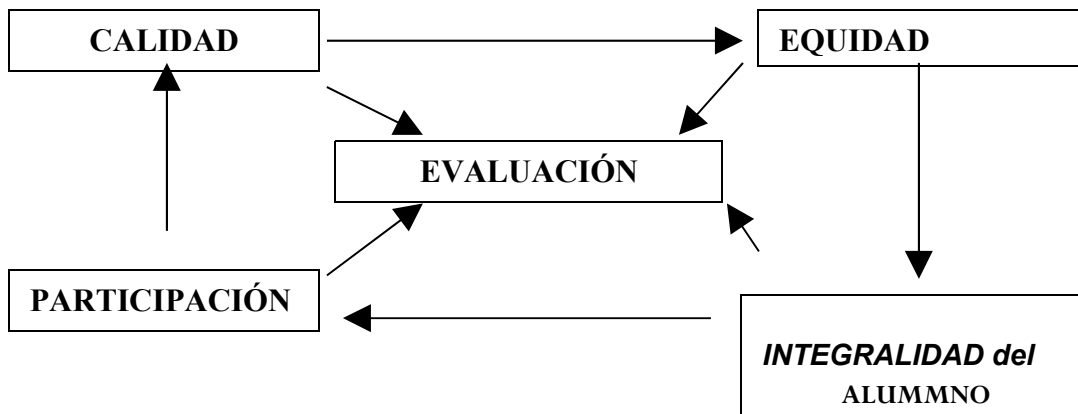 CALIDAD
EQUIDAD
EVALUACIÓN
PARTICIPACIÓN
INTEGRALIDAD del
ALUMMNO